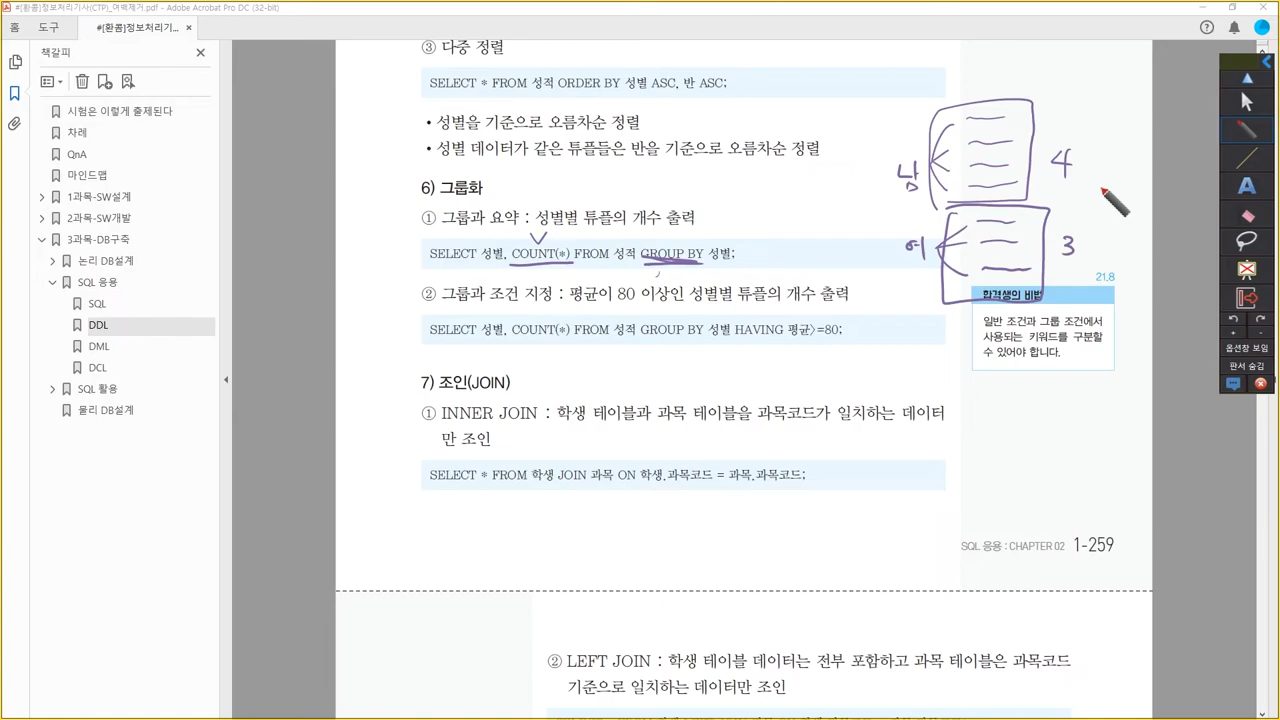 #[환콤]정보처리기사(CTP)_여백제거.pdf - Adobe Acrobat Pro DC (32-bit)
홈 도구 #[환콤]정보처리기... ×
책갈피
시험은 이렇게 출제된다
차례
QnA
마인드맵
1과목-SW설계
2과목-SW개발
3과목-DB구축
논리 DB설계
SQL 응용
SQL
DDL
DML
DCL
SQL 활용
물리 DB설계
③ 다중 정렬
SELECT * FROM 성적 ORDER BY 성별 ASC, 반 ASC;
• 성별을 기준으로 오름차순 정렬
• 성별 데이터가 같은 튜플들은 반을 기준으로 오름차순 정렬
6) 그룹화
① 그룹과 요약 : 성별별 튜플의 개수 출력
SELECT 성별, COUNT(*) FROM 성적 GROUP BY 성별;
② 그룹과 조건 지정 : 평균이 80 이상인 성별별 튜플의 개수 출력
SELECT 성별, COUNT(*) FROM 성적 GROUP BY 성별 HAVING 평균>=80;
7) 조인(JOIN)
① INNER JOIN : 학생 테이블과 과목 테이블을 과목코드가 일치하는 데이터
만 조인
SELECT * FROM 학생 JOIN 과목 ON 학생.과목코드 = 과목.과목코드;
남 4
여 3
21.8
합격생의 비법
일반 조건과 그룹 조건에서
사용되는 키워드를 구분할
수 있어야 합니다.
SQL 응용 : CHAPTER 02 1-259
② LEFT JOIN : 학생 테이블 데이터는 전부 포함하고 과목 테이블은 과목코드
기준으로 일치하는 데이터만 조인
A
옵션창 보임
판서 숨김